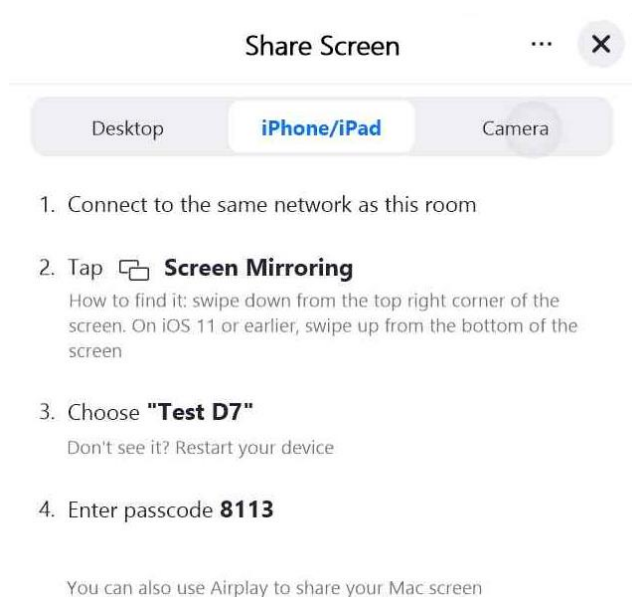 Share Screen ...
Desktop iPhone/iPad Camera
1. Connect to the same network as this room
2. Tap Screen Mirroring
How to find it: swipe down from the top right corner of the
screen. On iOS 11 or earlier, swipe up from the bottom of the
screen
3. Choose "Test D7"
Don't see it? Restart your device
4. Enter passcode 8113
You can also use Airplay to share your Mac screen